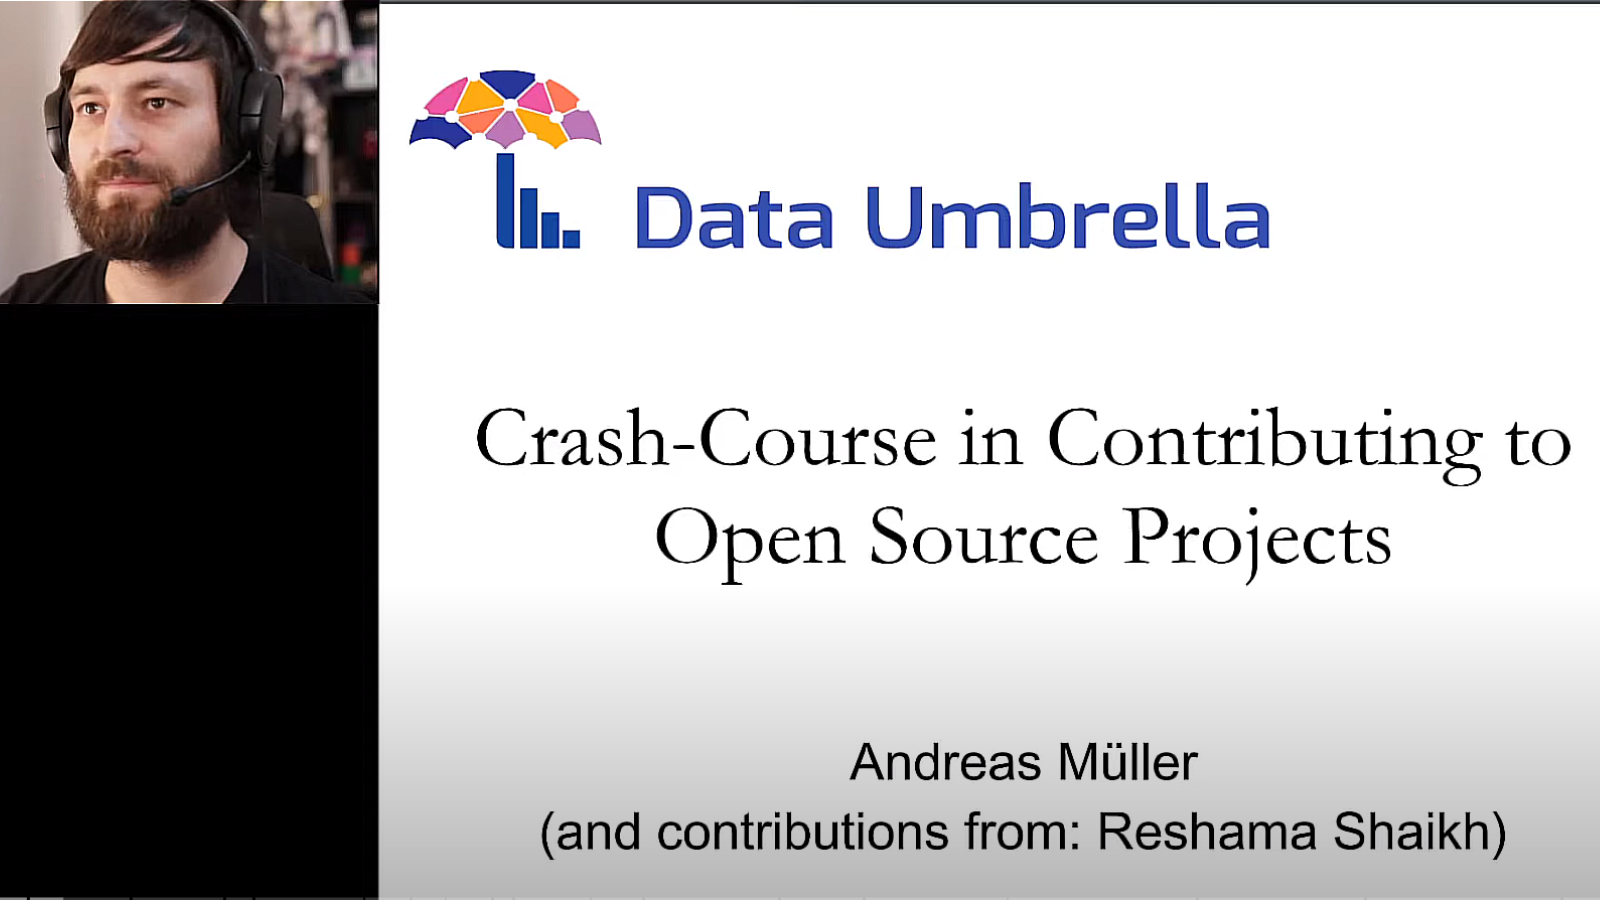 Data Umbrella
Crash-Course in Contributing to
Open Source Projects
Andreas Müller
(and contributions from: Reshama Shaikh)